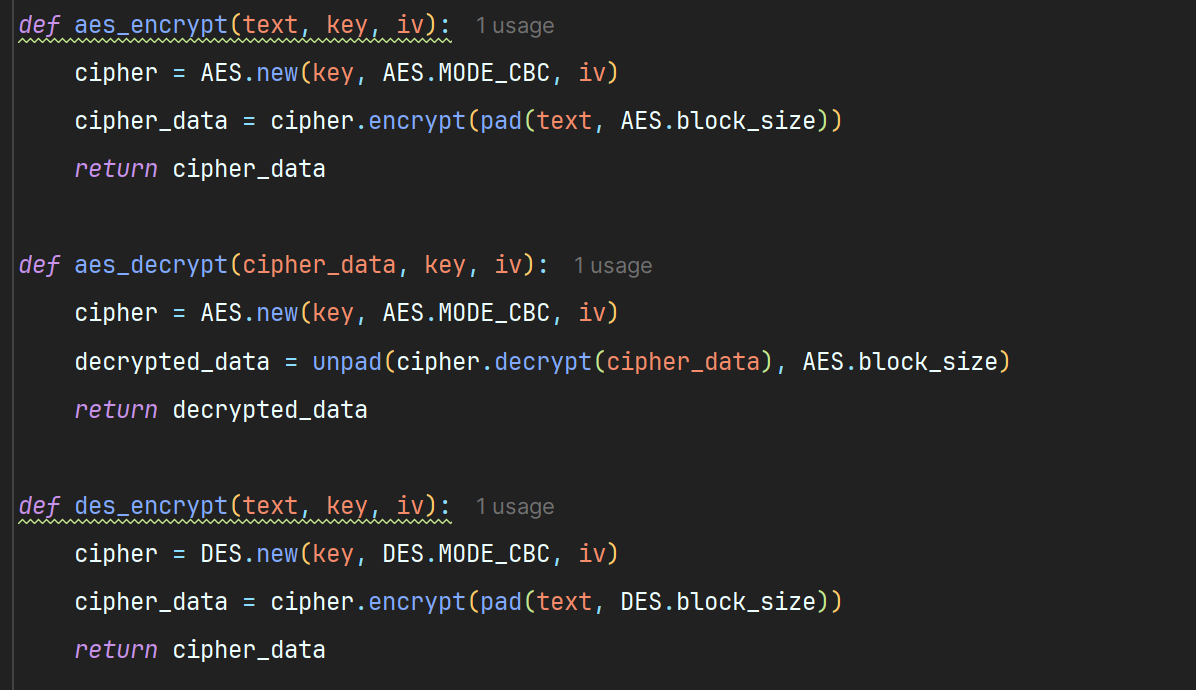 def aes_encrypt(text, key, iv): 1 usage
    cipher = AES.new(key, AES.MODE_CBC, iv)
    cipher_data = cipher.encrypt(pad(text, AES.block_size))
    return cipher_data
def aes_decrypt(cipher_data, key, iv): 1 usage
    cipher = AES.new(key, AES.MODE_CBC, iv)
    decrypted_data = unpad(cipher.decrypt(cipher_data), AES.block_size)
    return decrypted_data
def des_encrypt(text, key, iv): 1 usage
    cipher = DES.new(key, DES.MODE_CBC, iv)
    cipher_data = cipher.encrypt(pad(text, DES.block_size))
    return cipher_data